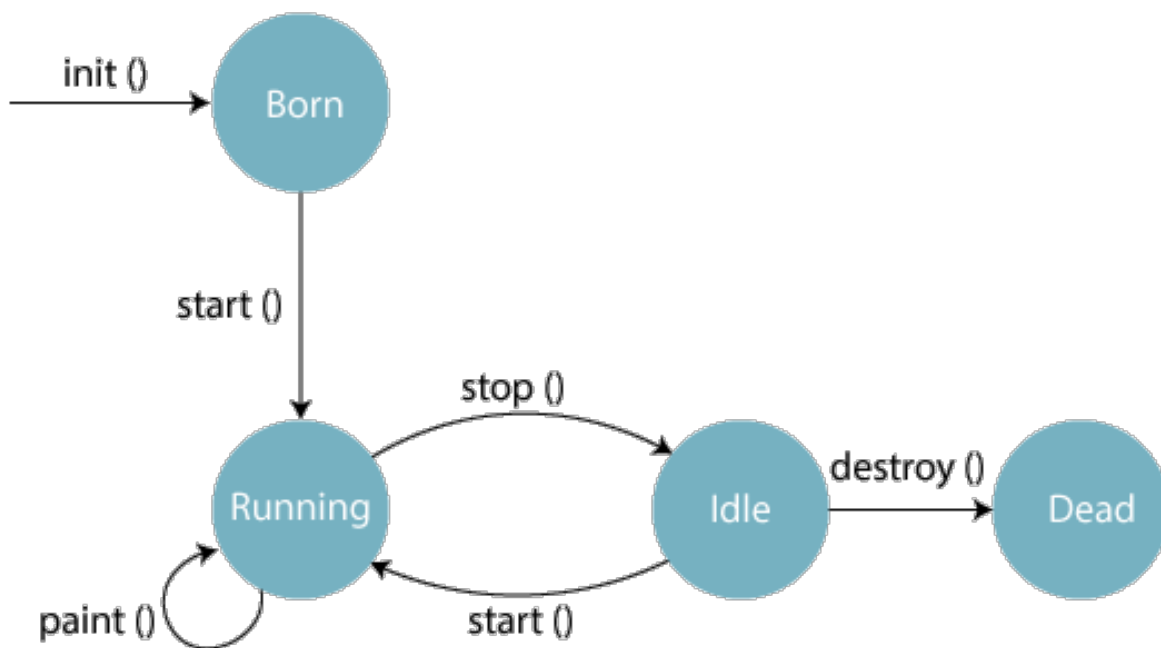 init ()
Born
start ()
stop ()
Running
Idle
destroy ()
Dead
paint ()
start ()